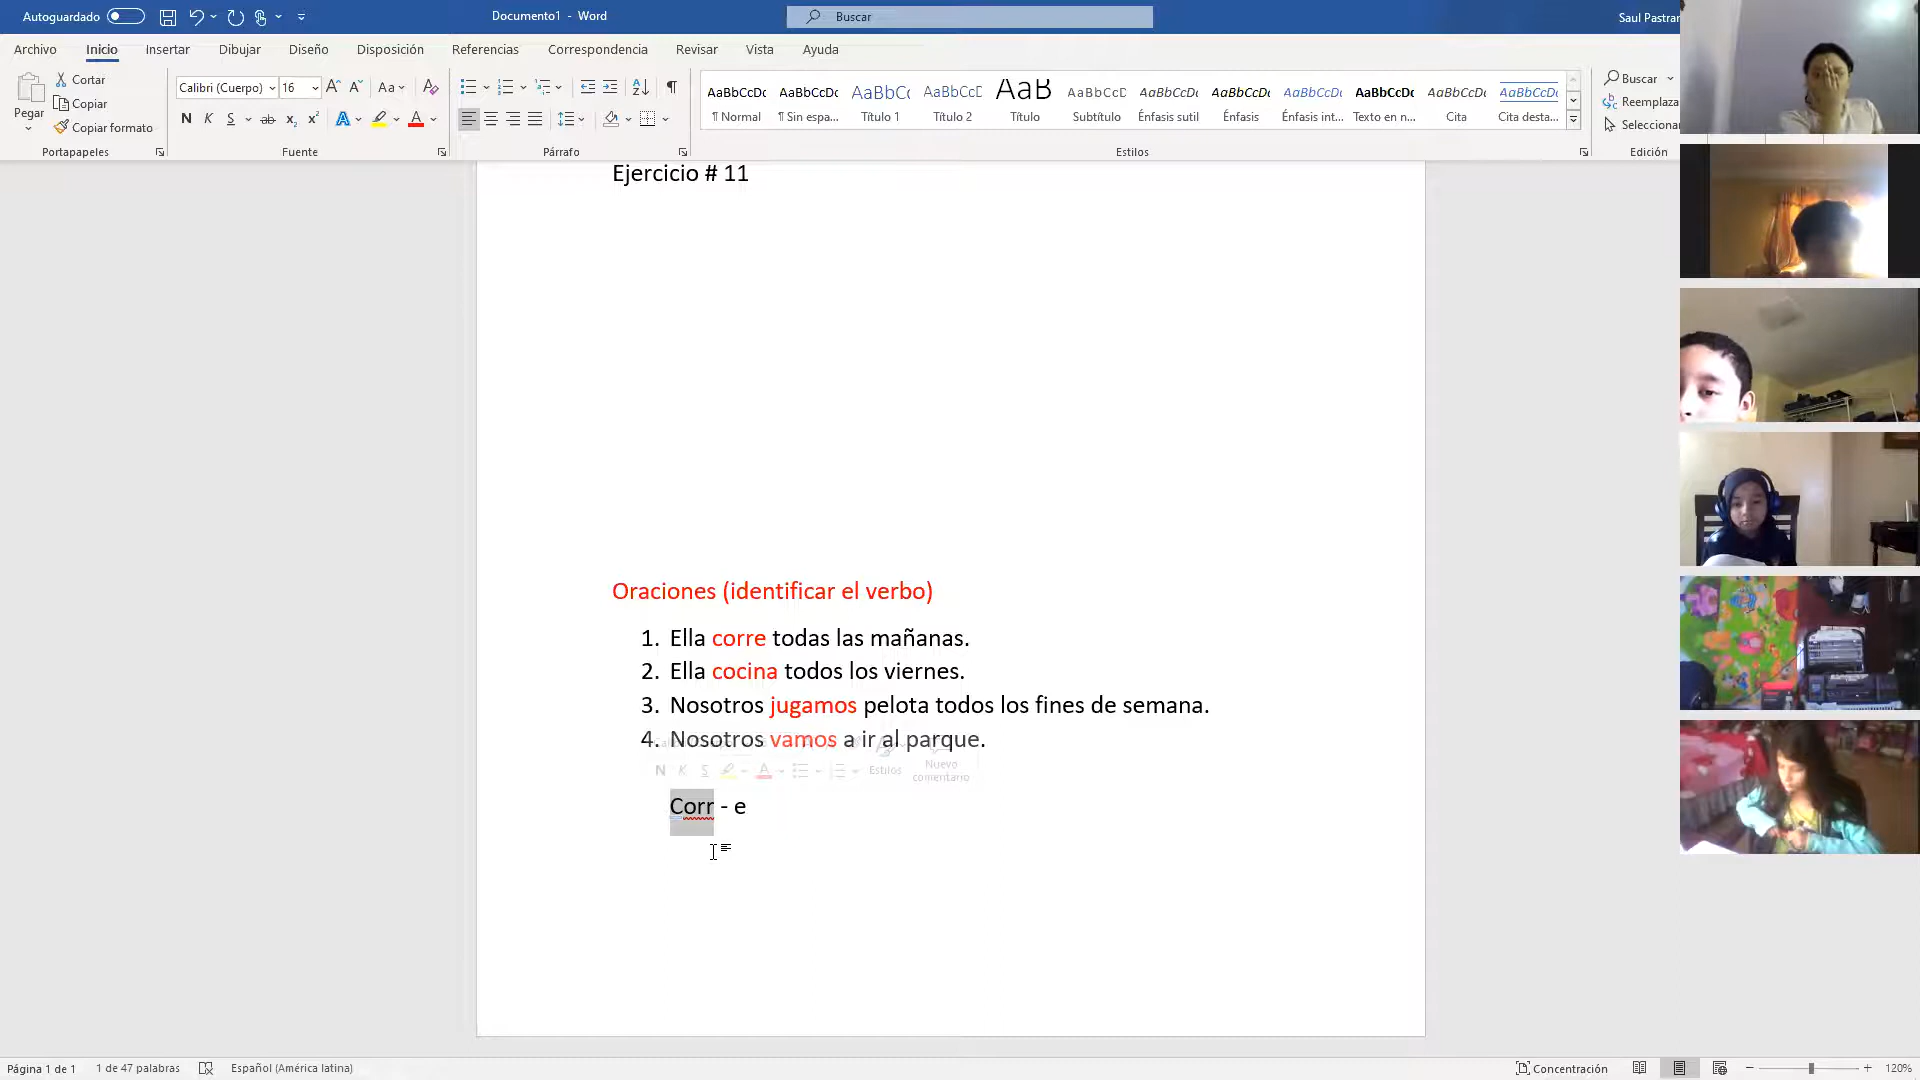 Autoguardado
Documento1 - Word
Buscar
Saul Pastran
Archivo Inicio Insertar Dibujar Diseño Disposición Referencias Correspondencia Revisar Vista Ayuda
Pegar
Cortar
Copiar
Copiar formato
Portapapeles
Calibri (Cuerpo) 16
Fuente
Párrafo
AaBbCcDc AaBbCcDc AaBbCc AaBbCcC AaB AaBbCcC AaBbCcDc AaBbCcDc AaBbCcDc AaBbCcDc AaBbCcDc AaBbCcDc
¶ Normal ¶ Sin espa... Título 1 Título 2 Título Subtítulo Énfasis sutil Énfasis Énfasis int... Texto en n... Cita Cita desta...
Estilos
Buscar
Reemplaza
Selecciona
Edición
Ejercicio # 11
Oraciones (identificar el verbo)
1. Ella corre todas las mañanas.
2. Ella cocina todos los viernes.
3. Nosotros jugamos pelota todos los fines de semana.
4. Nosotros vamos a ir al parque.
N K S Estilos Nuevo comentario
Corr - e
Página 1 de 1 1 de 47 palabras Español (América latina)
Concentración
120%